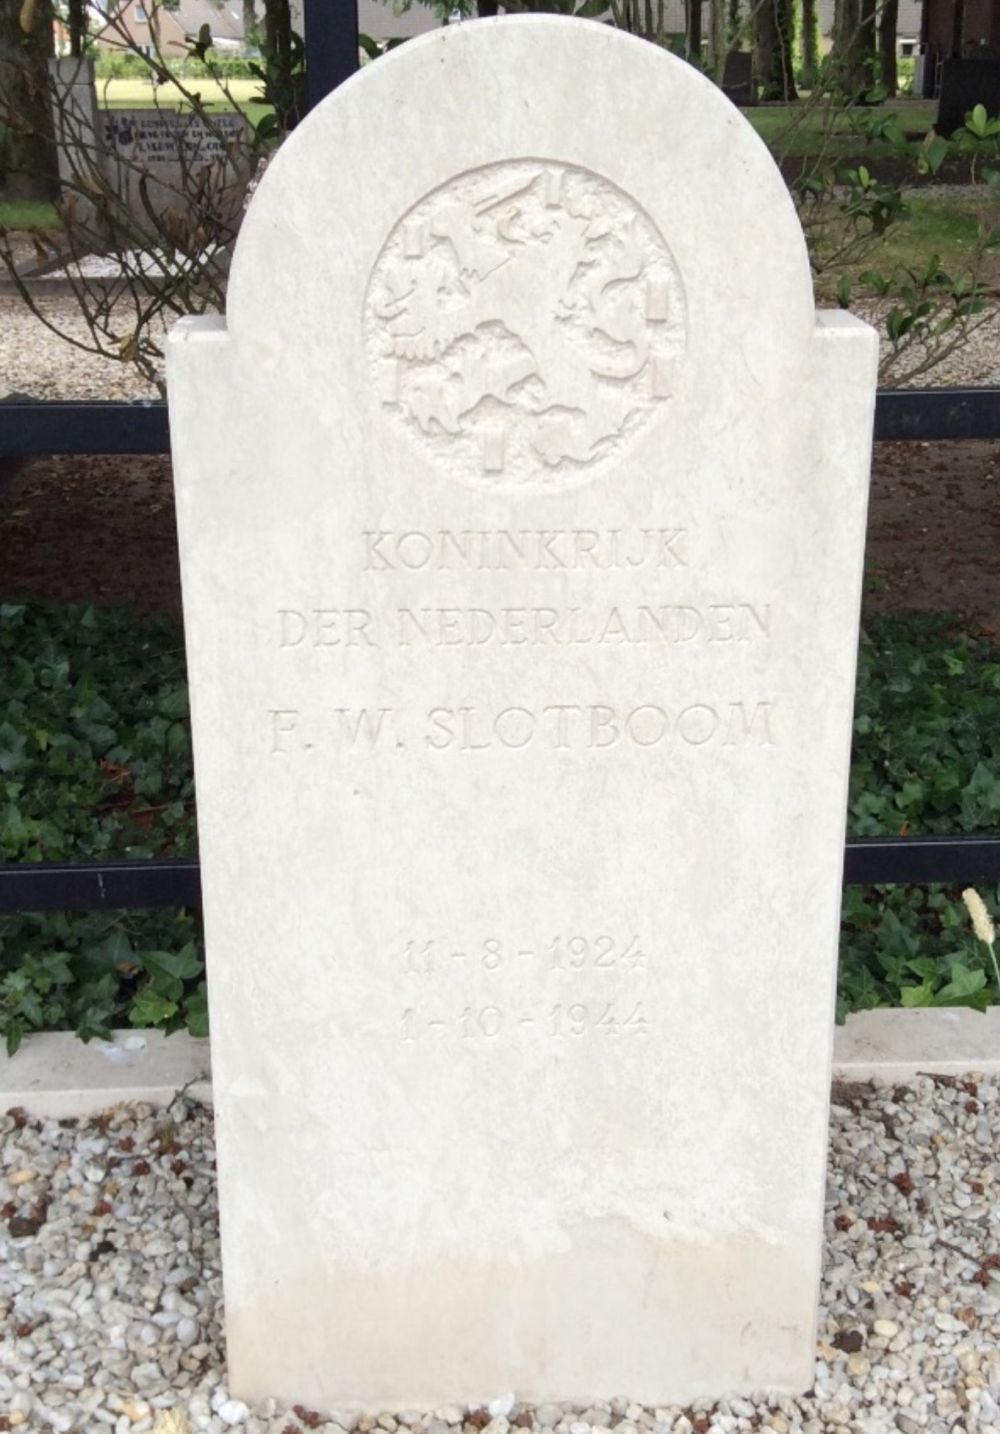 KONINKRIJK
DER NEDERLANDEN
F. W. SLOTBOOM
11 - 8 - 1924
1 - 10 - 1944